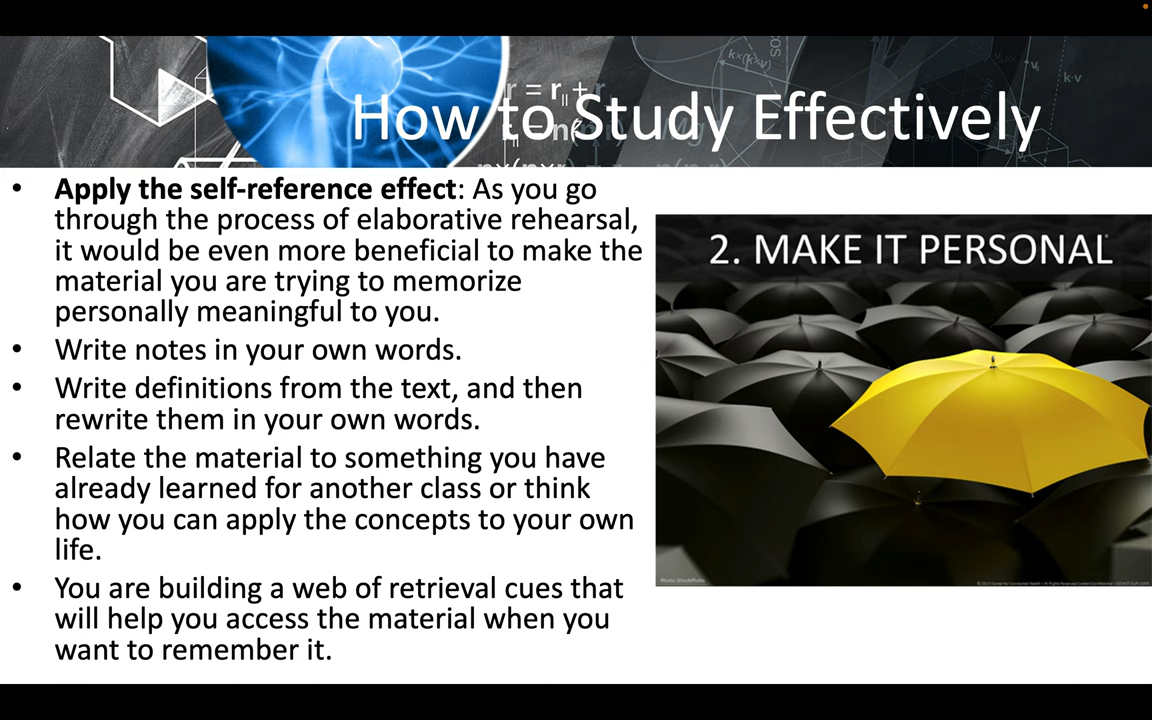 How to Study Effectively
• Apply the self-reference effect: As you go
through the process of elaborative rehearsal,
it would be even more beneficial to make the
material you are trying to memorize
personally meaningful to you.
• Write notes in your own words.
• Write definitions from the text, and then
rewrite them in your own words.
• Relate the material to something you have
already learned for another class or think
how you can apply the concepts to your own
life.
• You are building a web of retrieval cues that
will help you access the material when you
want to remember it.
2. MAKE IT PERSONAL
Photo: iStockPhoto